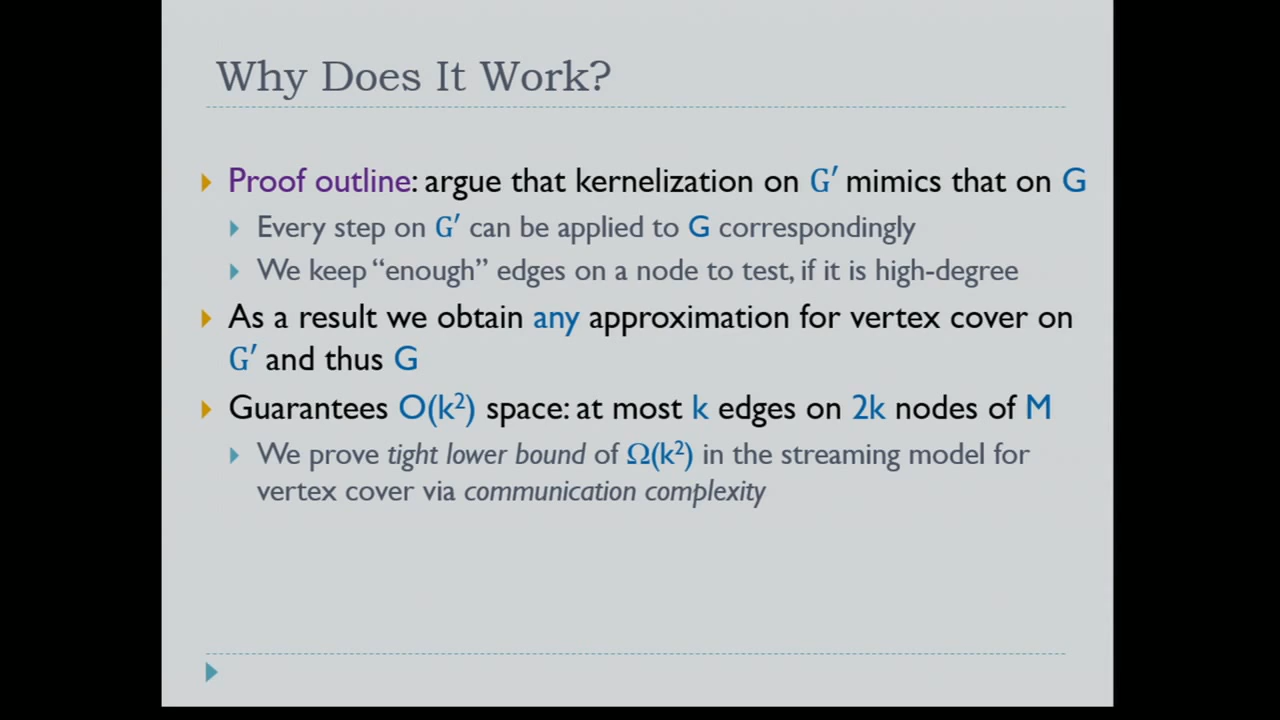 Why Does It Work?
Proof outline: argue that kernelization on G′ mimics that on G
Every step on G′ can be applied to G correspondingly
We keep “enough” edges on a node to test, if it is high-degree
As a result we obtain any approximation for vertex cover on
G′ and thus G
Guarantees O(k²) space: at most k edges on 2k nodes of M
We prove tight lower bound of Ω(k²) in the streaming model for
vertex cover via communication complexity